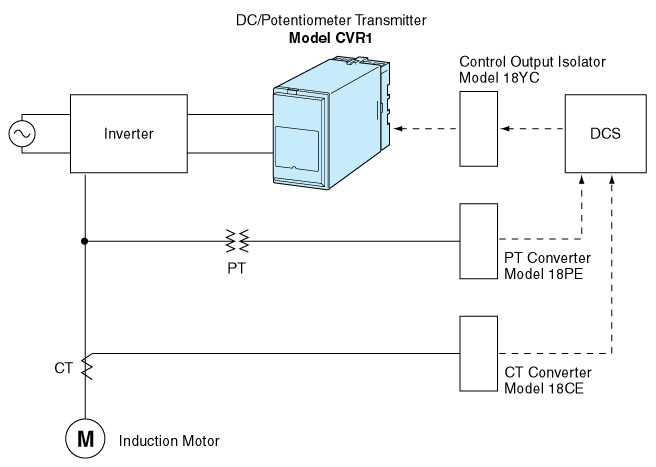 DC/Potentiometer Transmitter
Model CVR1
Control Output Isolator
Model 18YC
Inverter
DCS
PT
PT Converter
Model 18PE
CT
CT Converter
Model 18CE
M
Induction Motor